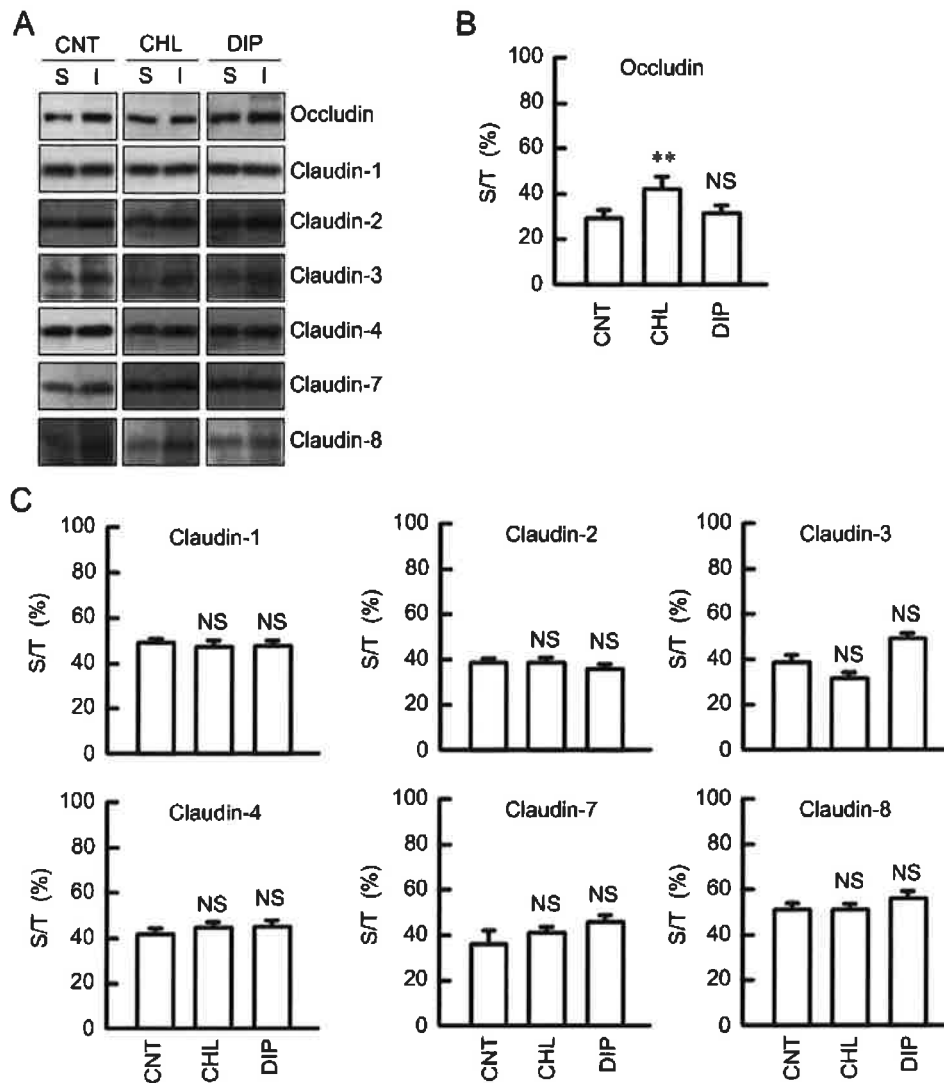 A
CNT CHL DIP
S I S I S I
Occludin
Claudin-1
Claudin-2
Claudin-3
Claudin-4
Claudin-7
Claudin-8
B
Occludin
S/T (%)
100
80
60
40
20
0
** NS
CNT CHL DIP
C
Claudin-1
S/T (%)
100
80
60
40
20
0
NS NS
Claudin-2
S/T (%)
100
80
60
40
20
0
NS NS
Claudin-3
S/T (%)
100
80
60
40
20
0
NS NS
Claudin-4
S/T (%)
100
80
60
40
20
0
NS NS
CNT CHL DIP
Claudin-7
S/T (%)
100
80
60
40
20
0
NS NS
CNT CHL DIP
Claudin-8
S/T (%)
100
80
60
40
20
0
NS NS
CNT CHL DIP